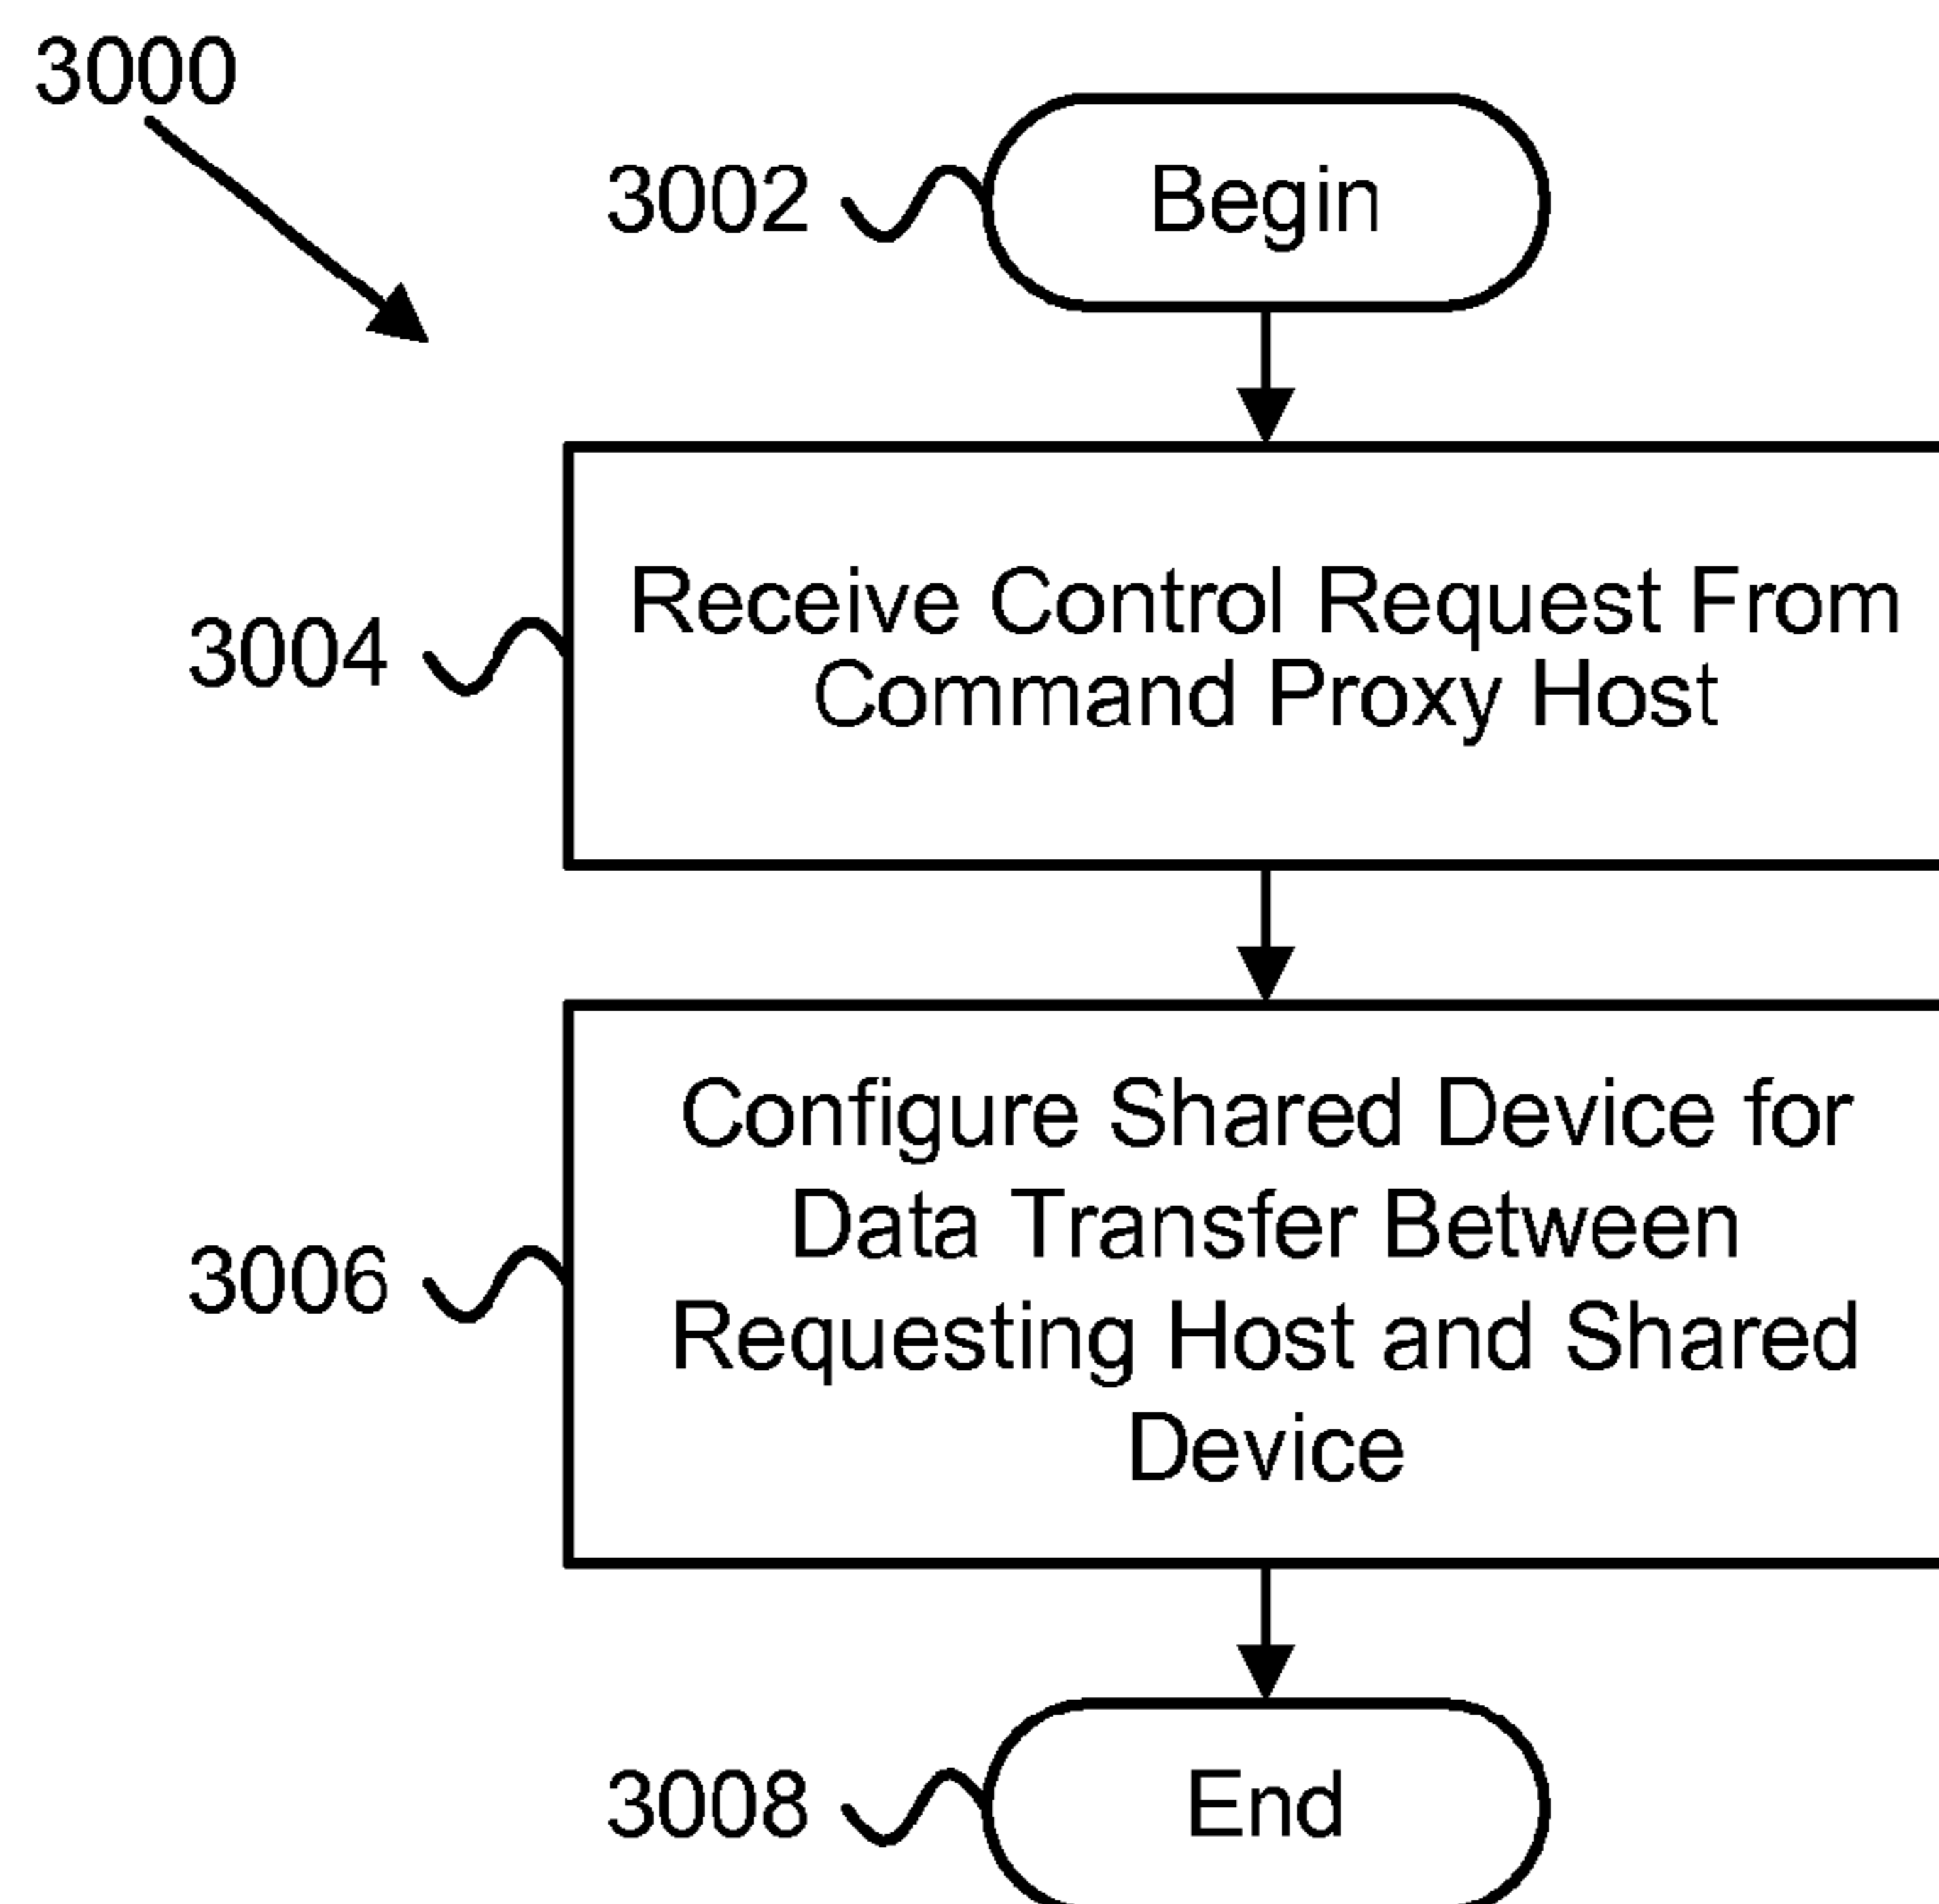 3000
3002
Begin
3004
Receive Control Request From
Command Proxy Host
3006
Configure Shared Device for
Data Transfer Between
Requesting Host and Shared
Device
3008
End